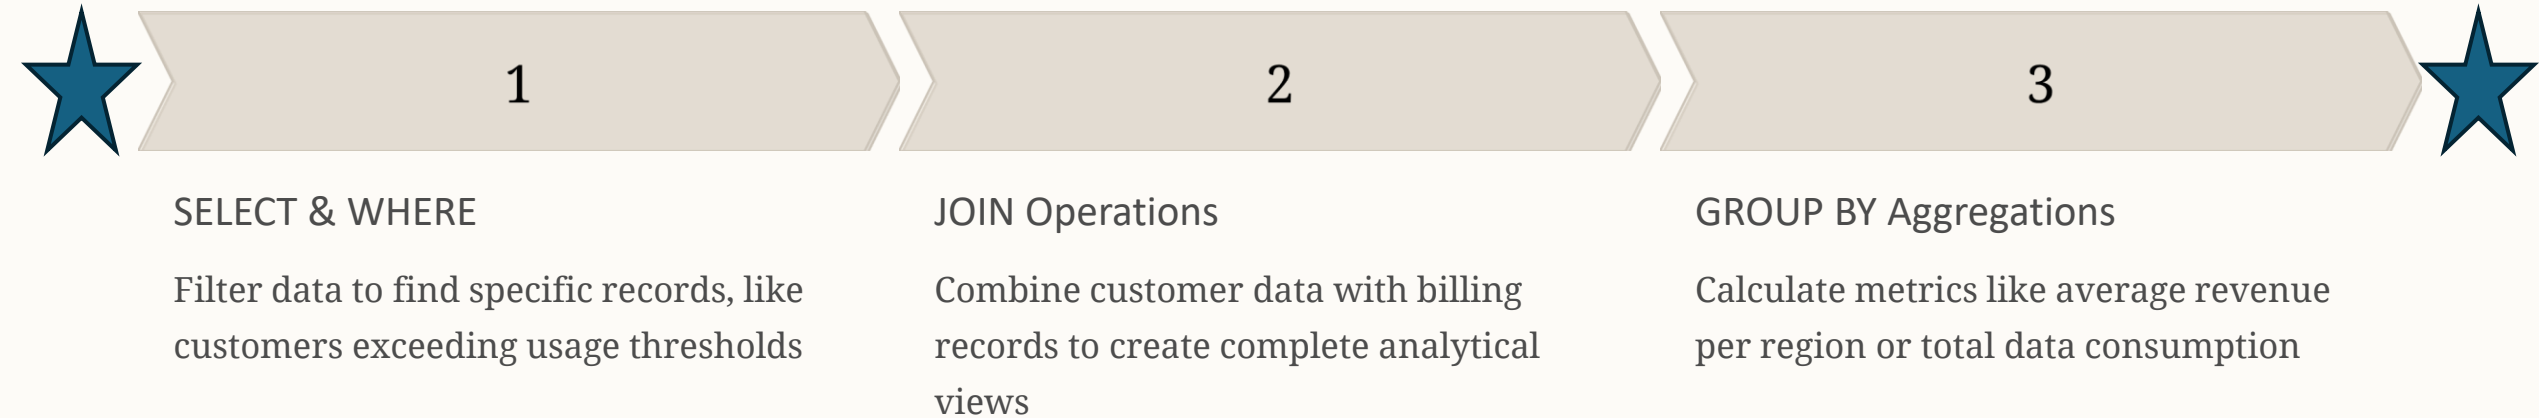 1
2
3
SELECT & WHERE
Filter data to find specific records, like
customers exceeding usage thresholds
JOIN Operations
Combine customer data with billing
records to create complete analytical
views
GROUP BY Aggregations
Calculate metrics like average revenue
per region or total data consumption